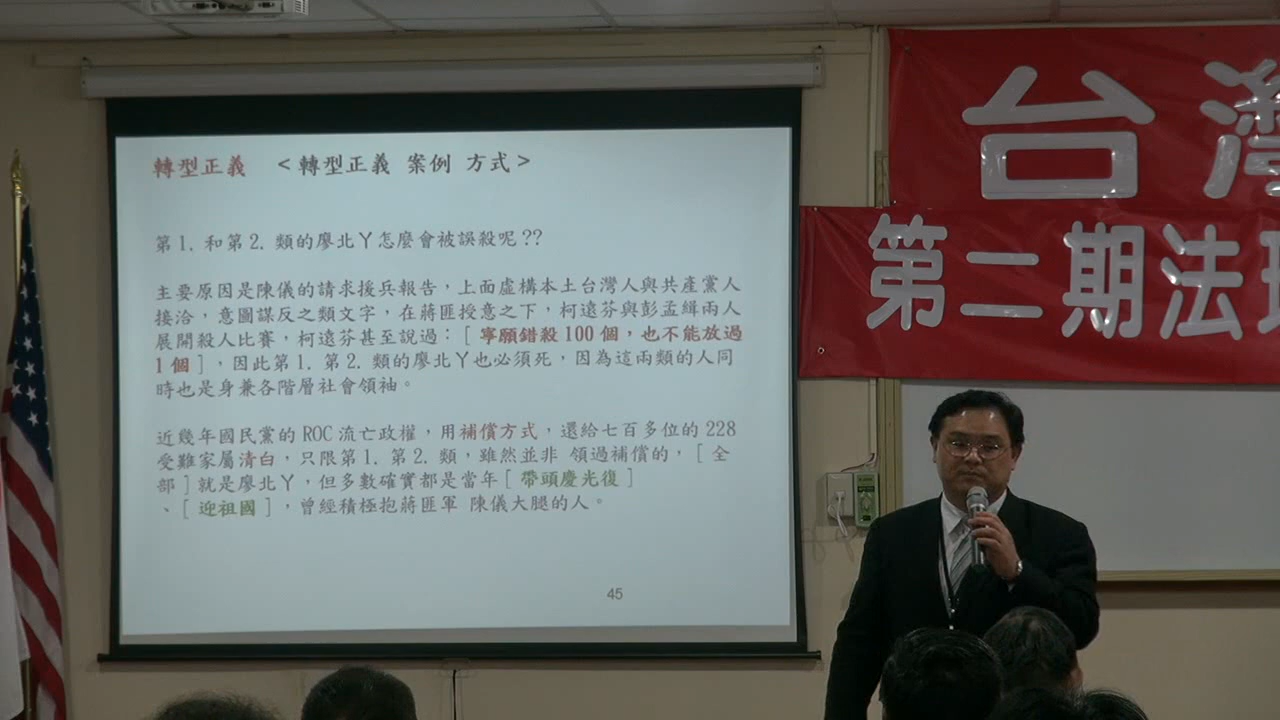 轉型正義 <轉型正義 案例 方式>
第1. 和第2. 類的廖北丫怎麼會被誤殺呢??
主要原因是陳儀的請求援兵報告，上面虛構本土台灣人與共產黨人
接洽，意圖謀反之類文字，在蔣匪授意之下，柯遠芬與彭孟緝兩人
展開殺人比賽，柯遠芬甚至說過：[ 寧願錯殺 100 個，也不能放過
1 個 ]，因此第 1. 第 2. 類的廖北丫也必須死，因為這兩類的人同
時也是身兼各階層社會領袖。
近幾年國民黨的 ROC 流亡政權，用補償方式，還給七百多位的 228
受難家屬清白，只限第 1. 第 2. 類，雖然並非 領過補償的，[ 全
部 ] 就是廖北丫，但多數確實都是當年 [ 帶頭慶光復 ]
、[ 迎祖國 ]，曾經積極抱蔣匪軍 陳儀大腿的人。
45
台灣
第二期法理